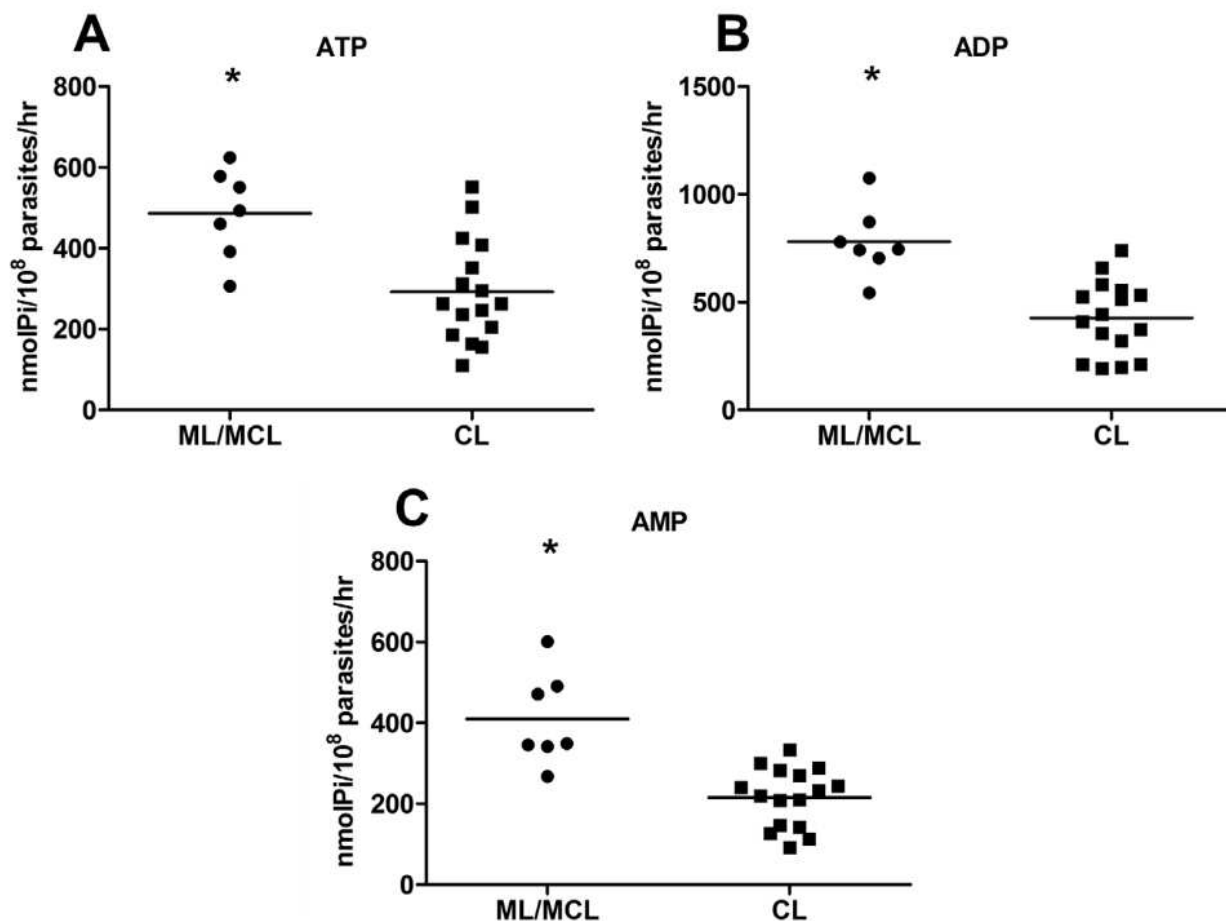 A
ATP
*
nmolPi/10⁸ parasites/hr
800
600
400
200
0
ML/MCL
CL
B
ADP
*
nmolPi/10⁸ parasites/hr
1500
1000
500
0
ML/MCL
CL
C
AMP
*
nmolPi/10⁸ parasites/hr
800
600
400
200
0
ML/MCL
CL